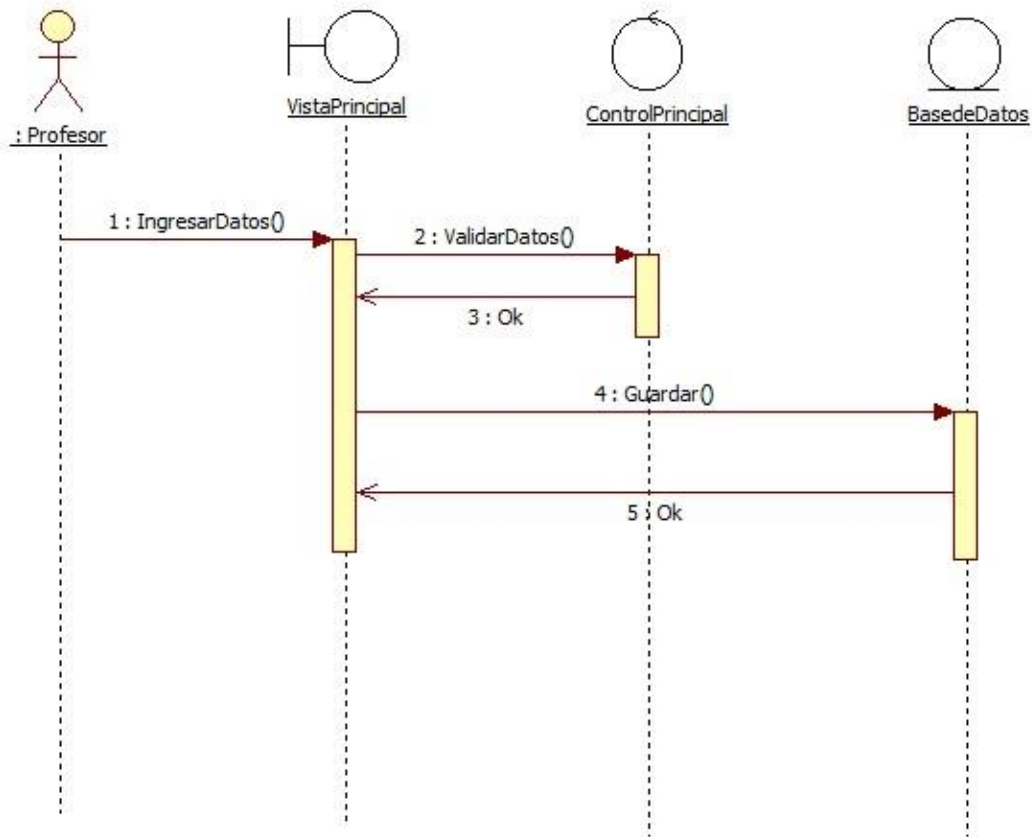 : Profesor
VistaPrincipal
ControlPrincipal
BasedeDatos
1 : IngresarDatos()
2 : ValidarDatos()
3 : Ok
4 : Guardar()
5 : Ok